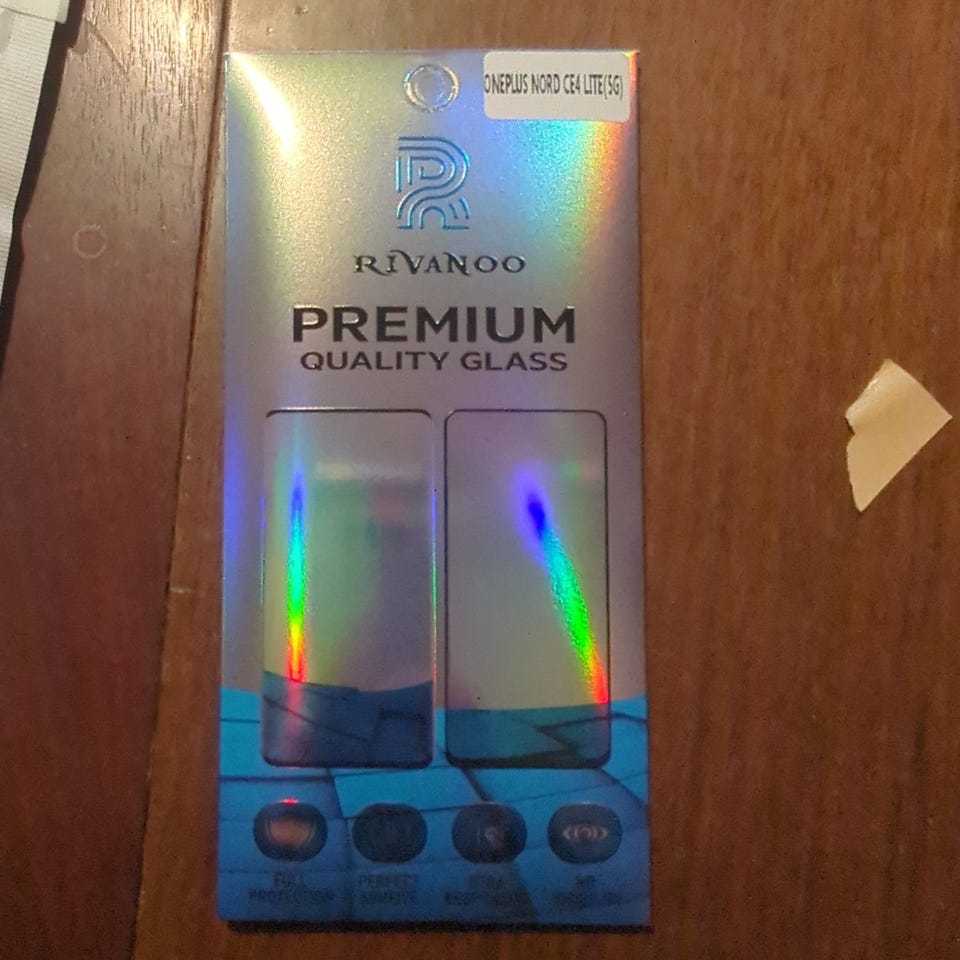 ONEPLUS NORD CE4 LITE(5G)
RIVANOO
PREMIUM
QUALITY GLASS
FULL
PROTECTION
PERFECT